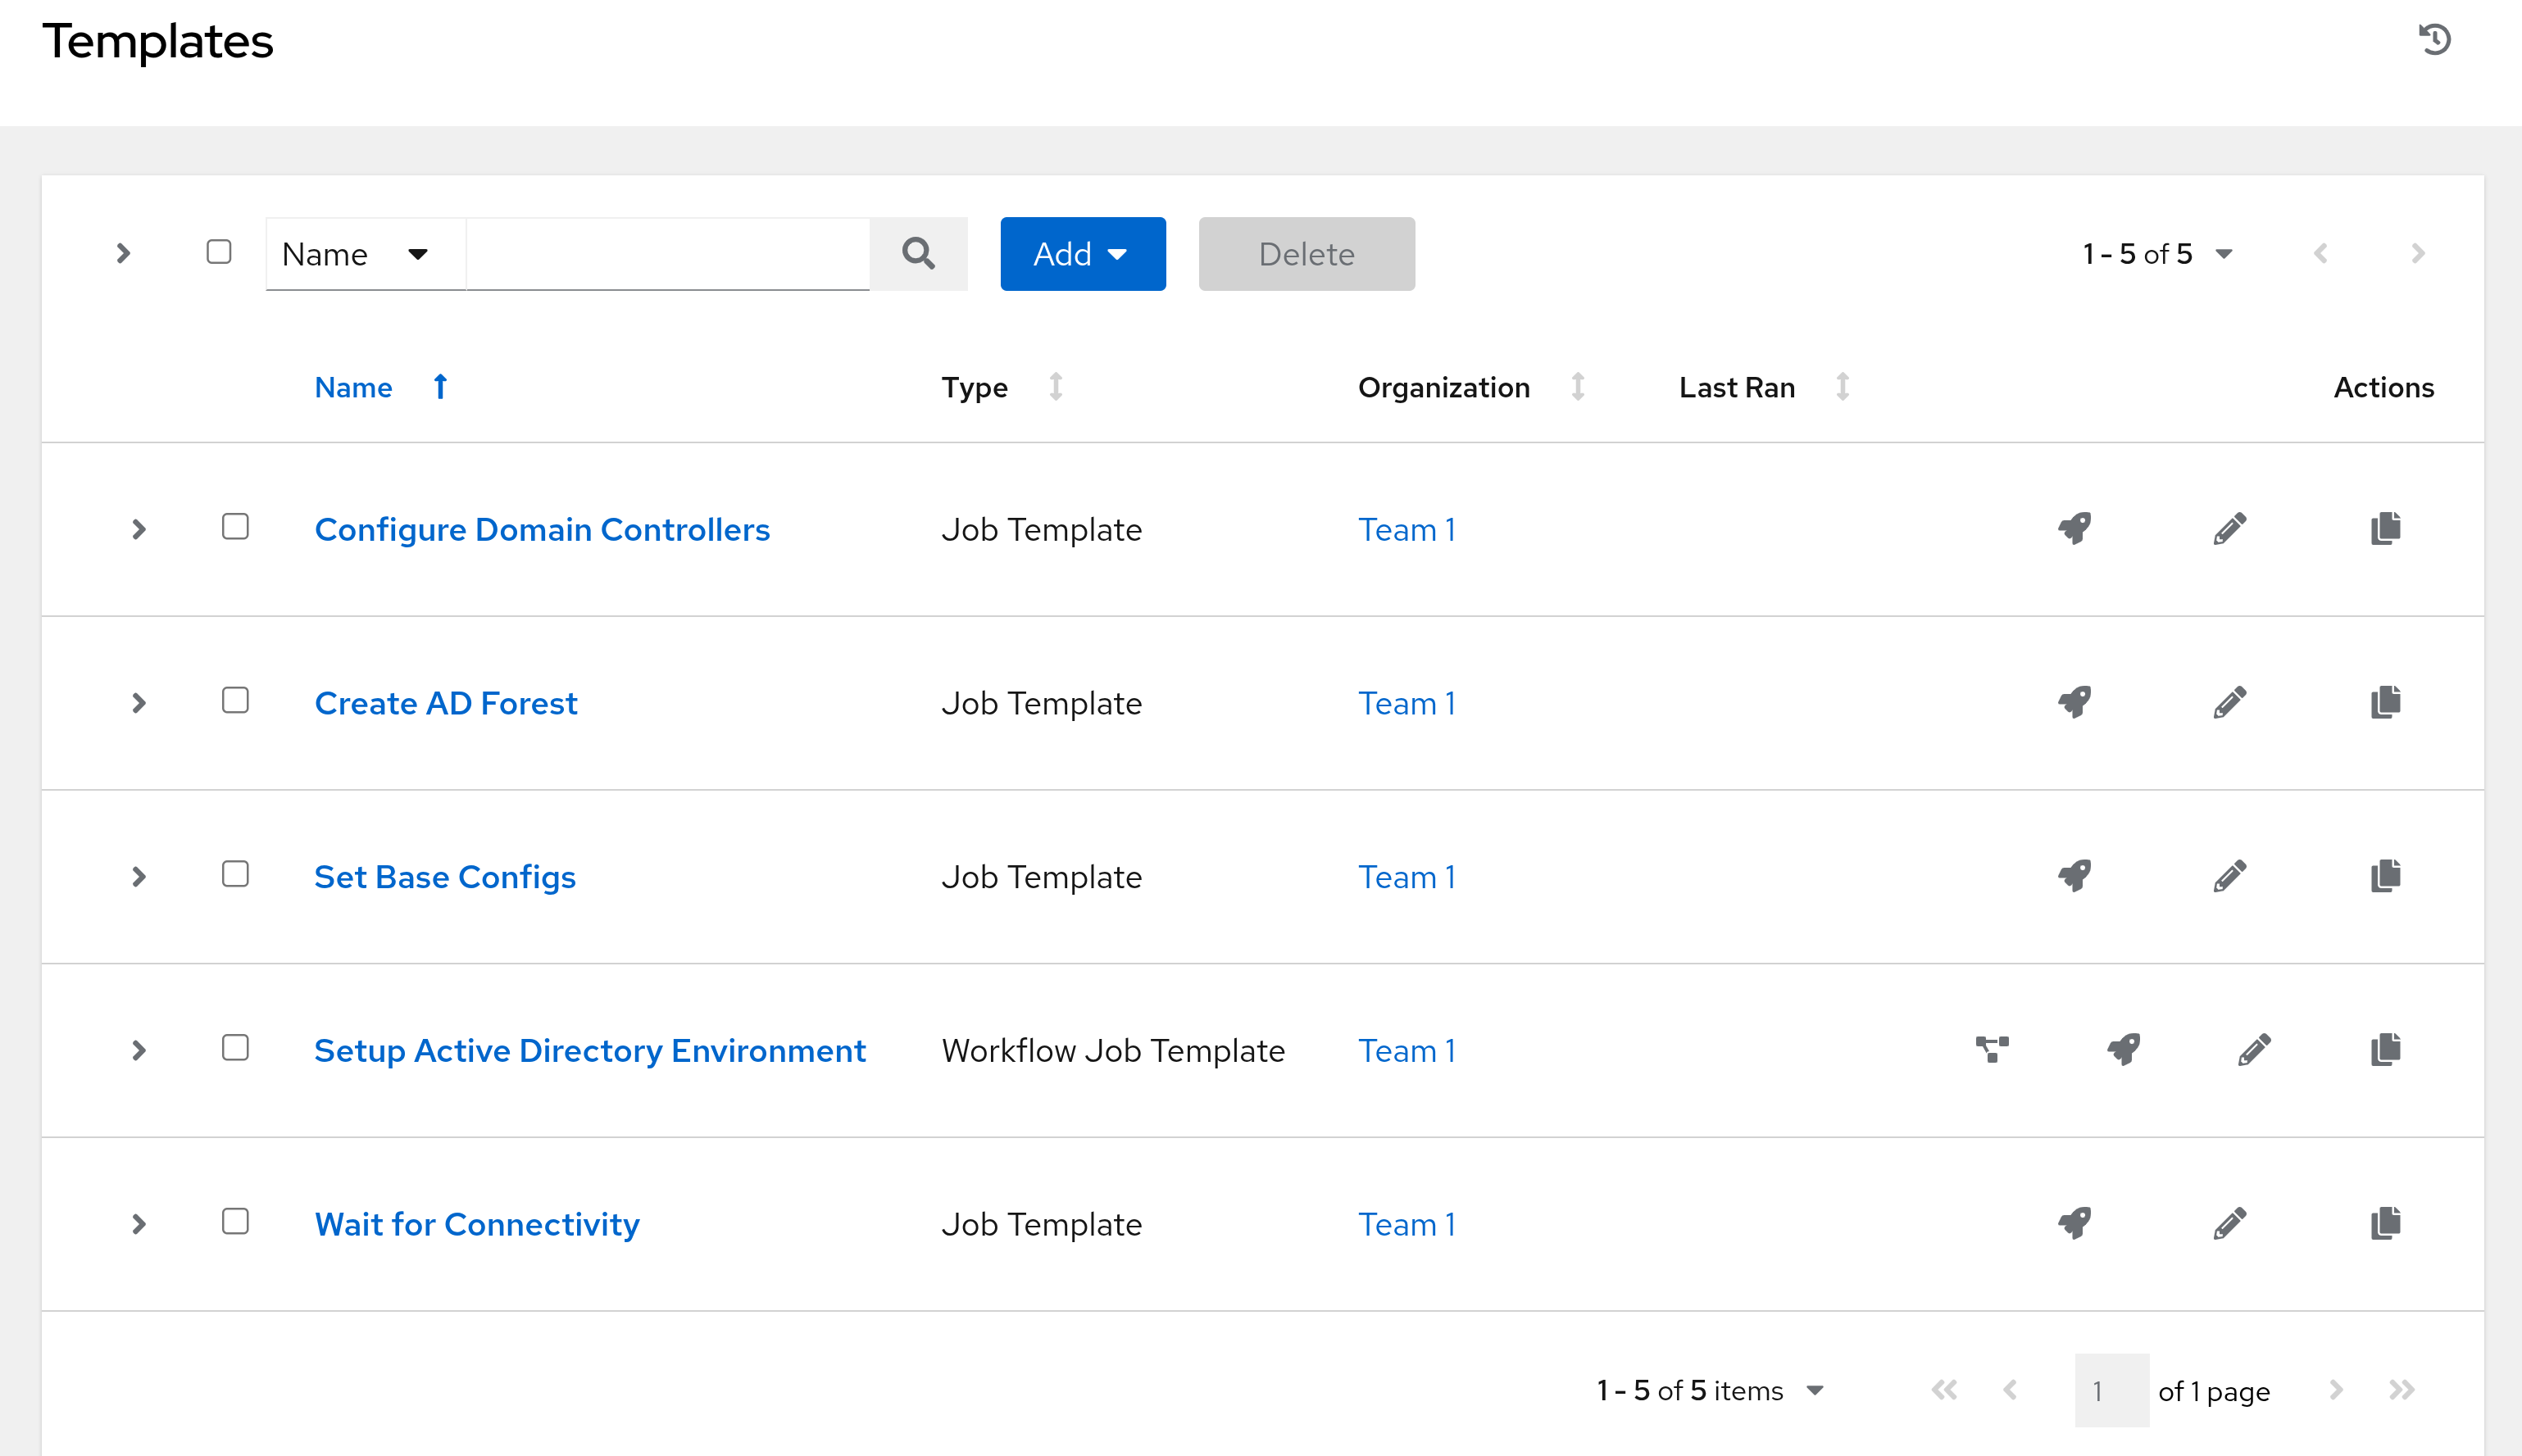 Templates
Name Add Delete 1 - 5 of 5
Name Type Organization Last Ran Actions
Configure Domain Controllers Job Template Team 1
Create AD Forest Job Template Team 1
Set Base Configs Job Template Team 1
Setup Active Directory Environment Workflow Job Template Team 1
Wait for Connectivity Job Template Team 1
1 - 5 of 5 items 1 of 1 page